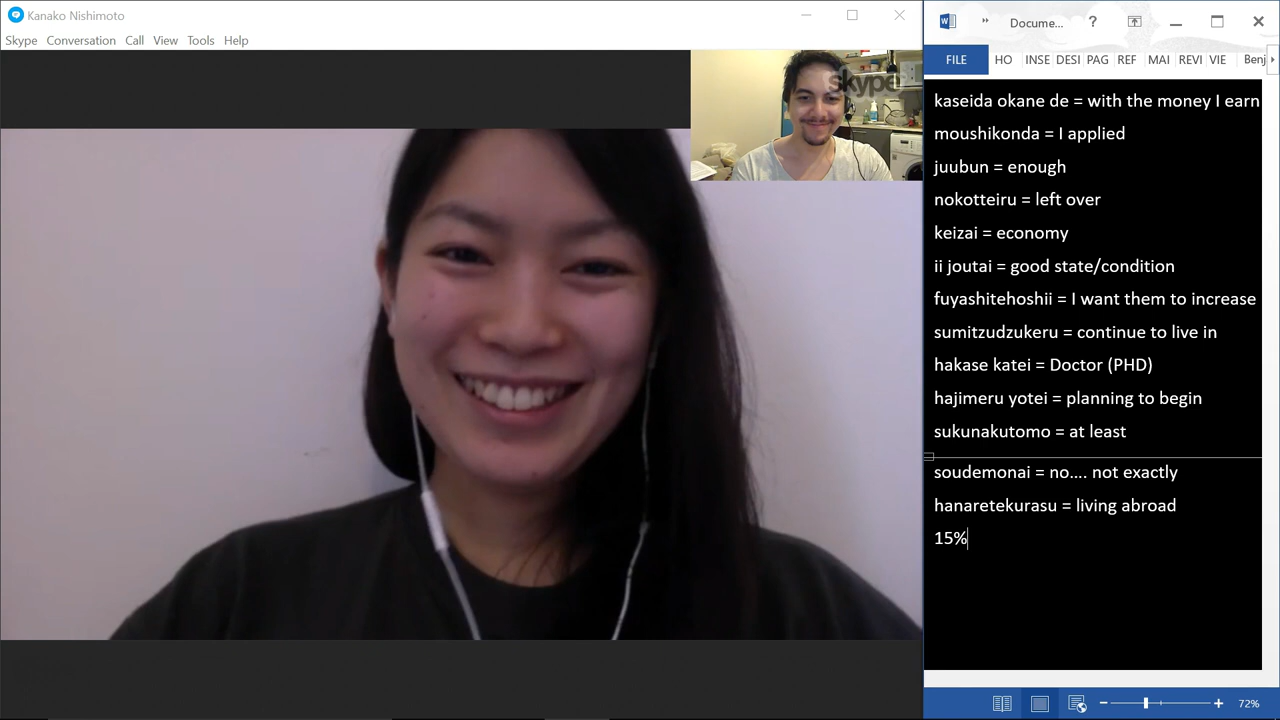 Kanako Nishimoto
Skype Conversation Call View Tools Help
skype
Docume... ?
FILE HO INSE DESI PAG REF MAI REVI VIE Benj
kaseida okane de = with the money I earn
moushikonda = I applied
juubun = enough
nokotteiru = left over
keizai = economy
ii joutai = good state/condition
fuyashitehoshii = I want them to increase
sumitzudzukeru = continue to live in
hakase katei = Doctor (PHD)
hajimeru yotei = planning to begin
sukunakutomo = at least
soudemonai = no.... not exactly
hanaretekurasu = living abroad
15%
72%